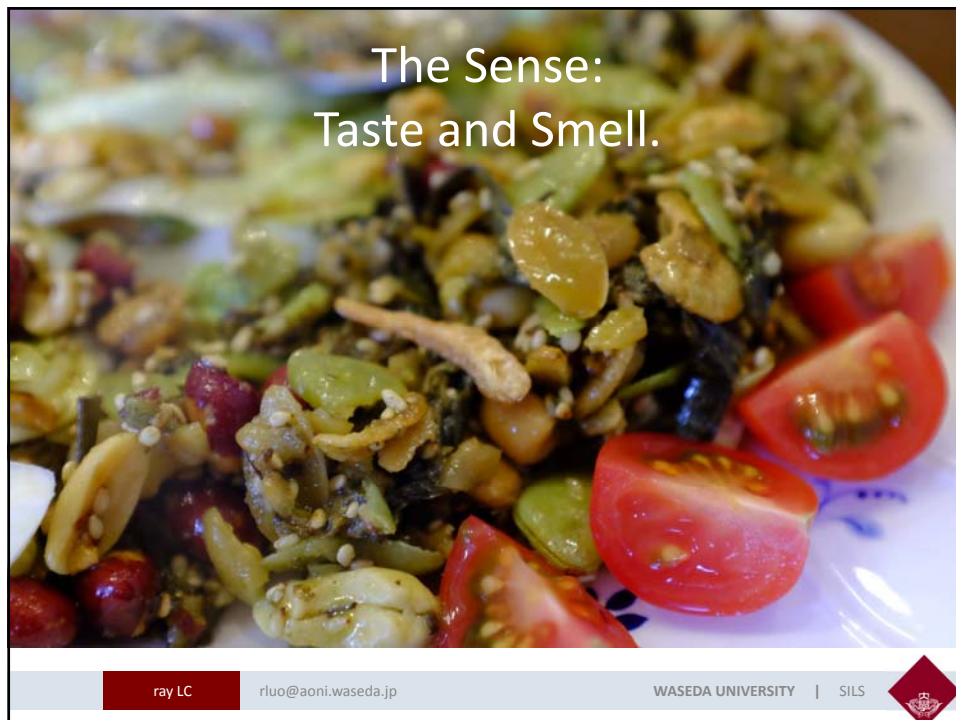 The Sense:
Taste and Smell.
ray LC
rluo@aoni.waseda.jp
WASEDA UNIVERSITY | SILS